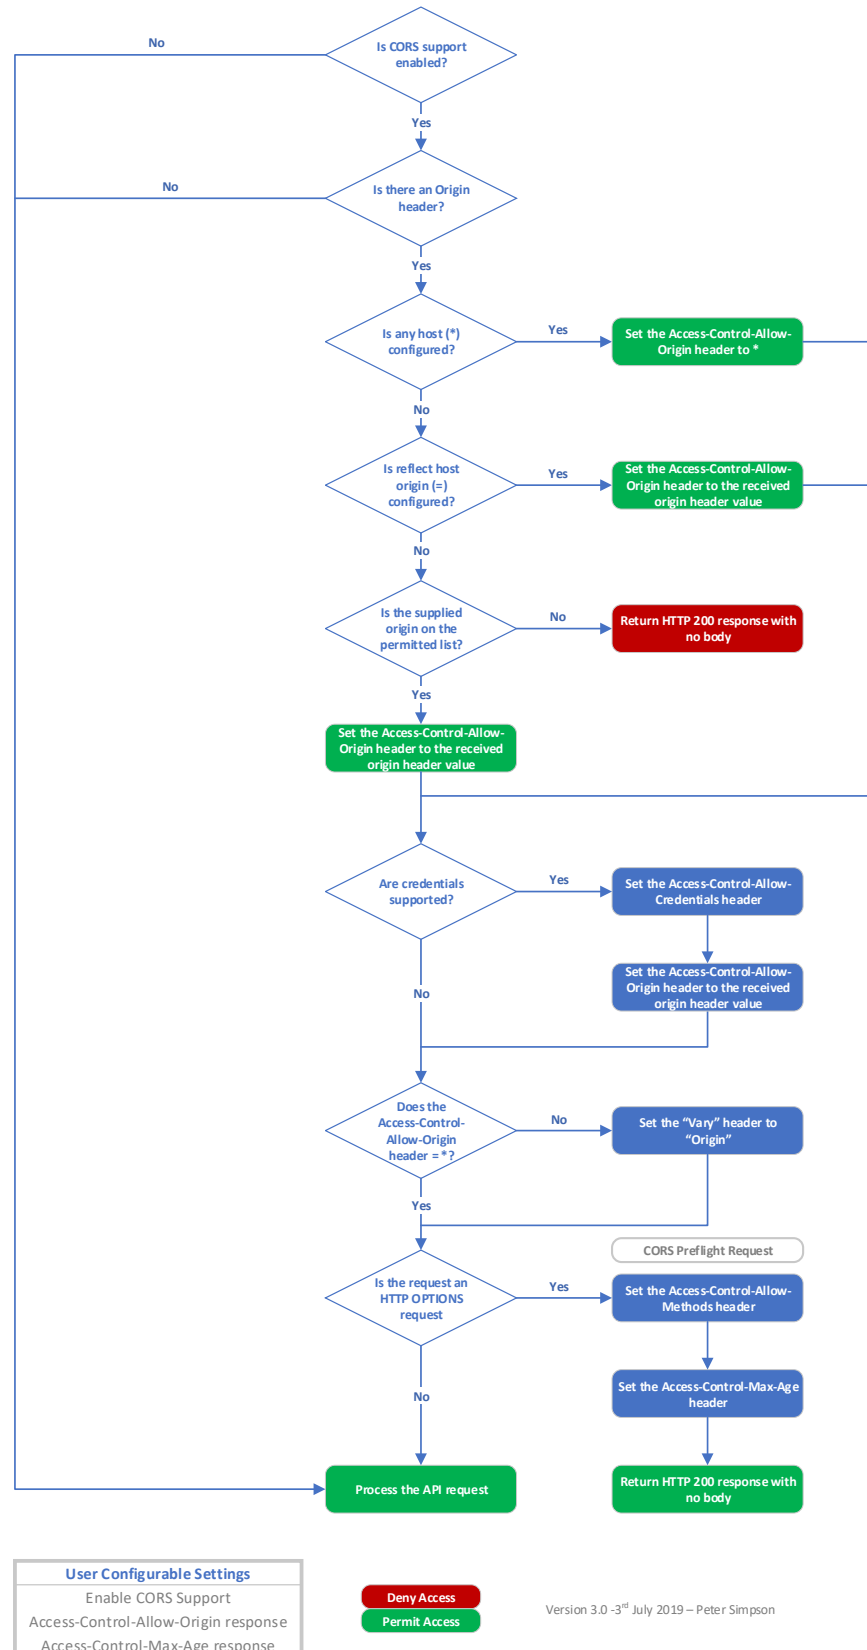 Is CORS support
enabled?
No
Yes
Is there an Origin
header?
No
Yes
Is any host (*)
configured?
Yes
Set the Access-Control-Allow-
Origin header to *
No
Is reflect host
origin (=)
configured?
Yes
Set the Access-Control-Allow-
Origin header to the received
origin header value
No
Is the supplied
origin on the
permitted list?
No
Return HTTP 200 response with
no body
Yes
Set the Access-Control-Allow-
Origin header to the received
origin header value
Are credentials
supported?
Yes
Set the Access-Control-Allow-
Credentials header
Set the Access-Control-Allow-
Origin header to the received
origin header value
No
Does the
Access-Control-
Allow-Origin
header = *?
No
Set the “Vary” header to
“Origin”
Yes
CORS Preflight Request
Is the request an
HTTP OPTIONS
request
Yes
Set the Access-Control-Allow-
Methods header
Set the Access-Control-Max-Age
header
No
Process the API request
Return HTTP 200 response with
no body
User Configurable Settings
Enable CORS Support
Access-Control-Allow-Origin response
Access-Control-Max-Age response
Deny Access
Permit Access
Version 3.0 -3rd July 2019 – Peter Simpson